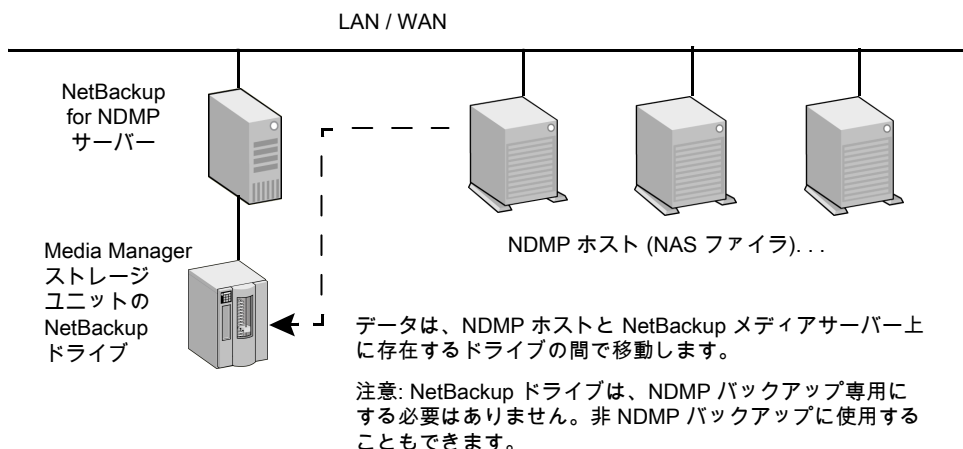 LAN / WAN
NetBackup
for NDMP
サーバー
Media Manager
ストレージ
ユニットの
NetBackup
ドライブ
NDMP ホスト (NAS ファイラ). . .
データは、NDMP ホストと NetBackup メディアサーバー上
に存在するドライブの間で移動します。
注意: NetBackup ドライブは、NDMP バックアップ専用に
する必要はありません。非 NDMP バックアップに使用する
こともできます。